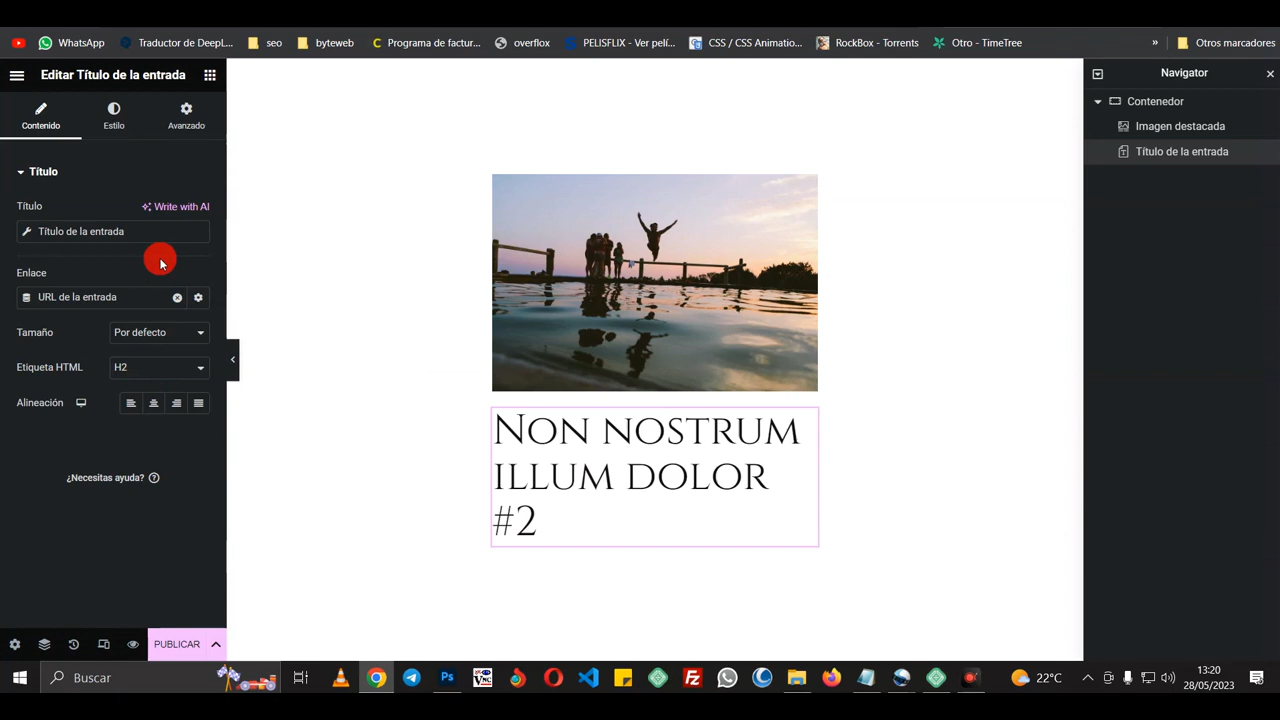 WhatsApp
Traductor de DeepL...
seo
byteweb
Programa de factur...
overflox
PELISFLIX - Ver pelí...
CSS / CSS Animatio...
RockBox - Torrents
Otro - TimeTree
»
Otros marcadores
Editar Título de la entrada
Navigator
Contenido
Estilo
Avanzado
Contenedor
Imagen destacada
Título de la entrada
Título
Título
Write with AI
Título de la entrada
Enlace
URL de la entrada
Tamaño
Por defecto
Etiqueta HTML
H2
Alineación
¿Necesitas ayuda?
Non nostrum
illum dolor
#2
PUBLICAR
Buscar
22°C
13:20
28/05/2023